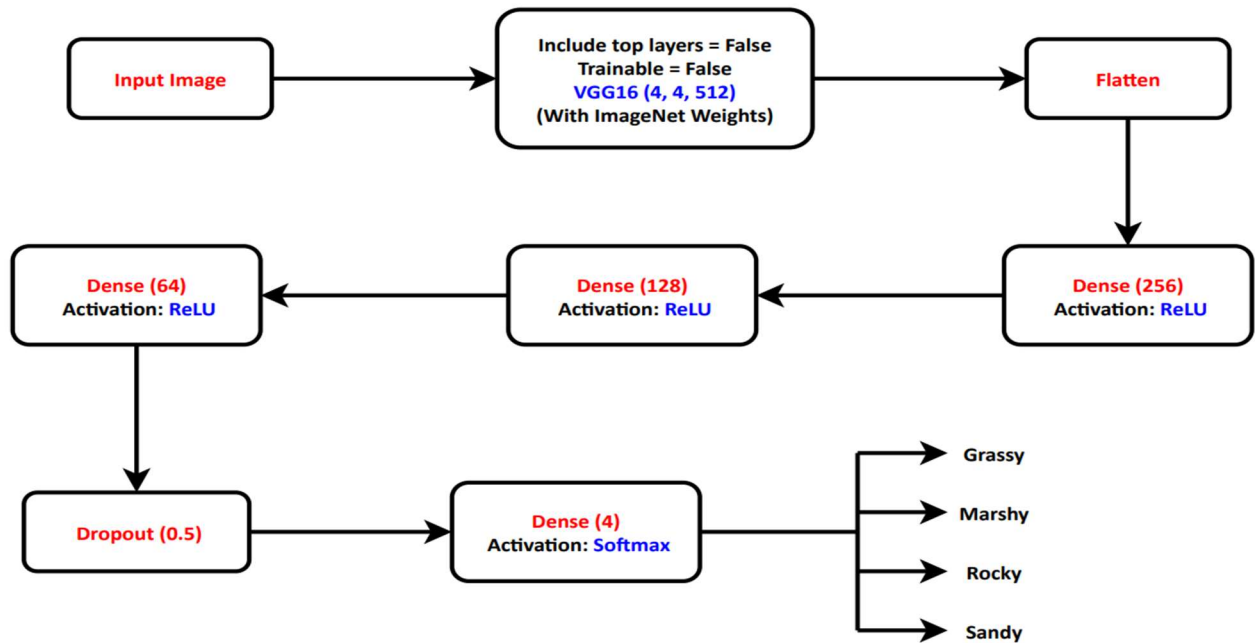 Input Image
Include top layers = False
Trainable = False
VGG16 (4, 4, 512)
(With ImageNet Weights)
Flatten
Dense (256)
Activation: ReLU
Dense (128)
Activation: ReLU
Dense (64)
Activation: ReLU
Dropout (0.5)
Dense (4)
Activation: Softmax
Grassy
Marshy
Rocky
Sandy